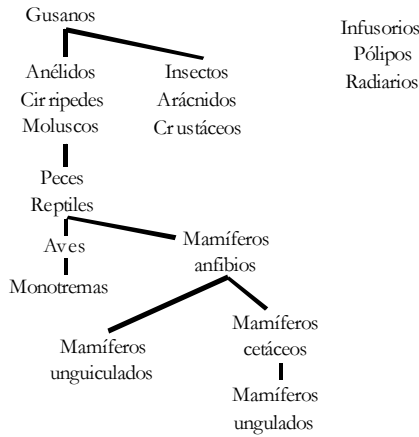 Gusanos
Infusorios
Pólipos
Radiarios
Anélidos
Cirripedes
Moluscos
Insectos
Arácnidos
Crustáceos
Peces
Reptiles
Aves
Monotremas
Mamíferos
anfibios
Mamíferos
unguiculados
Mamíferos
cetáceos
Mamíferos
ungulados